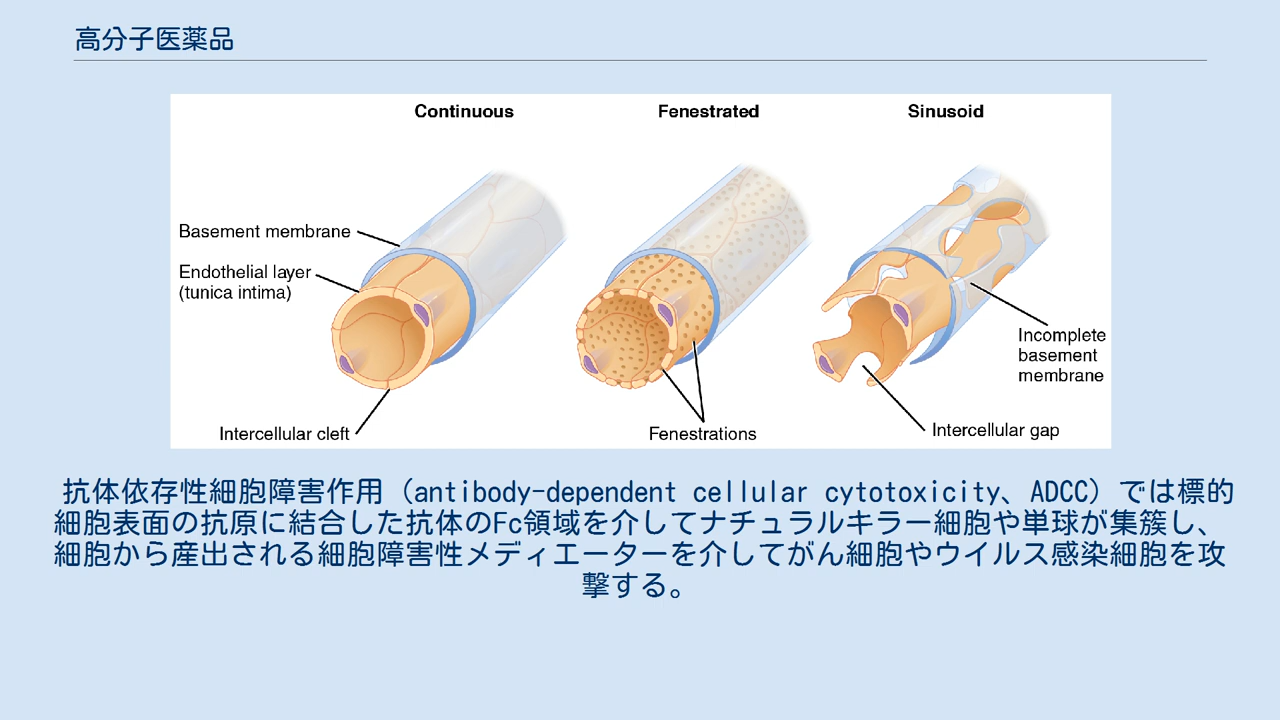 高分子医薬品
Continuous
Fenestrated
Sinusoid
Basement membrane
Endothelial layer
(tunica intima)
Intercellular cleft
Fenestrations
Incomplete
basement
membrane
Intercellular gap
抗体依存性細胞障害作用（antibody-dependent cellular cytotoxicity、ADCC）では標的
細胞表面の抗原に結合した抗体のFc領域を介してナチュラルキラー細胞や単球が集簇し、
細胞から産出される細胞障害性メディエーターを介してがん細胞やウイルス感染細胞を攻
撃する。